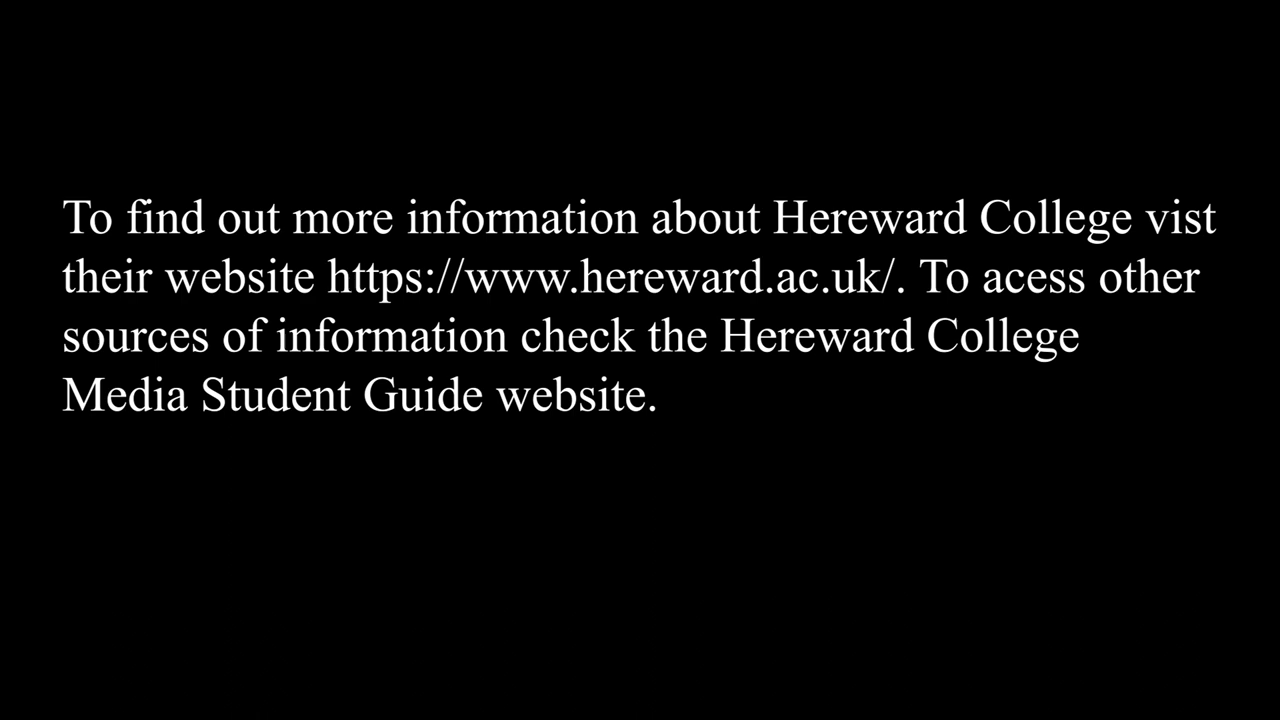 To find out more information about Hereward College vist
their website https://www.hereward.ac.uk/. To acess other
sources of information check the Hereward College
Media Student Guide website.